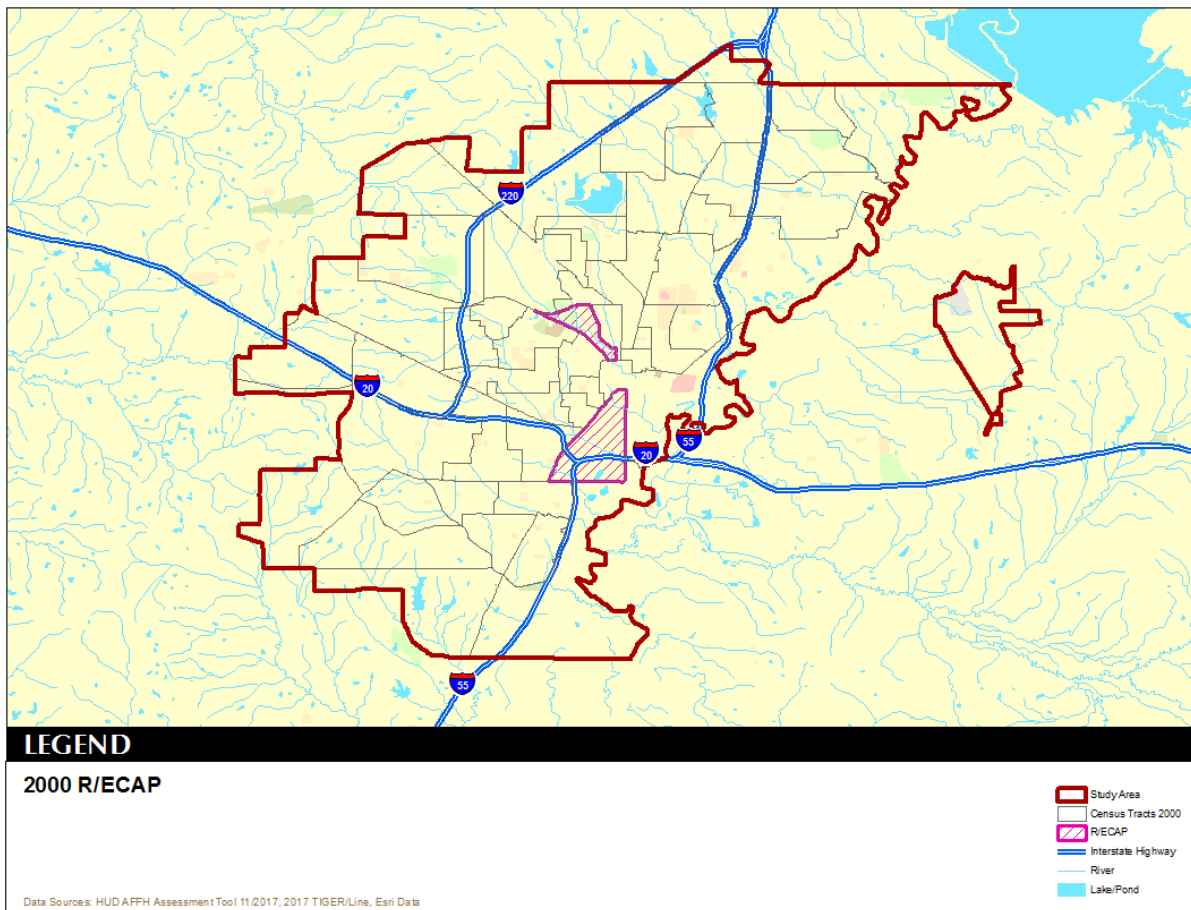 220
20
20
55
55
LEGEND
2000 R/ECAP
Study Area
Census Tracts 2000
R/ECAP
Interstate Highway
River
Lake/Pond
Data Sources: HUD AFFH Assessment Tool 11/2017, 2017 TIGER/Line, Esri Data